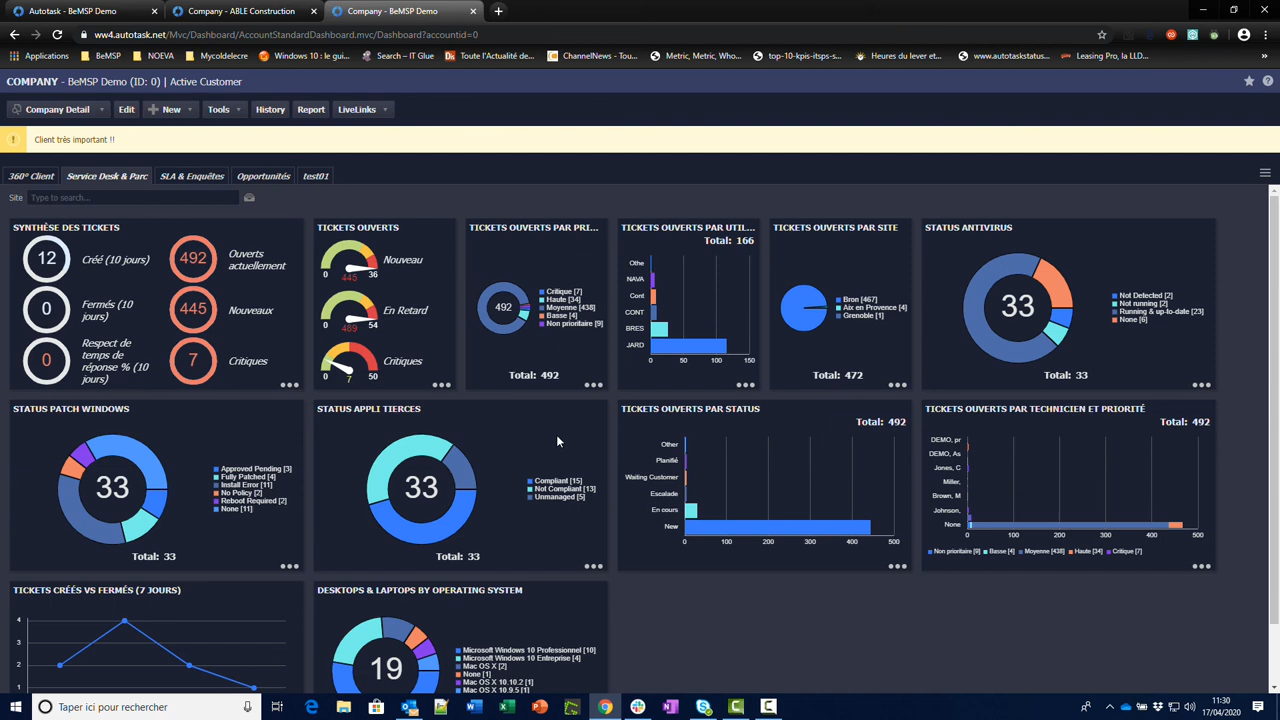 Autotask - BeMSP Demo
Company - ABLE Construction
Company - BeMSP Demo
ww4.autotask.net/Mvc/Dashboard/AccountStandardDashboard.mvc/Dashboard?accountid=0
Applications
BeMSP
NOEVA
Mycoldelecre
Windows 10 : le gui...
Search – IT Glue
Toute l'Actualité de...
ChannelNews : Tou...
Metric, Metric, Who...
top-10-kpis-itsps-s...
Heures du lever et...
www.autotaskstatus...
Leasing Pro, la LLD...
COMPANY - BeMSP Demo (ID: 0) | Active Customer
Company Detail
Edit
New
Tools
History
Report
LiveLinks
Client très important !!
360° Client
Service Desk & Parc
SLA & Enquêtes
Opportunités
test01
Site
Type to search...
SYNTHÈSE DES TICKETS
12
Créé (10 jours)
492
Ouverts
actuellement
0
Fermés (10
jours)
445
Nouveaux
0
Respect de
temps de
réponse % (10
jours)
7
Critiques
TICKETS OUVERTS
0
445
36
Nouveau
0
469
54
En Retard
0
7
50
Critiques
TICKETS OUVERTS PAR PRI...
492
Critique [7]
Haute [34]
Moyenne [438]
Basse [4]
Non prioritaire [9]
Total: 492
TICKETS OUVERTS PAR UTIL...
Total: 166
Othe
NAVA
Cont
CONT
BRES
JARD
0 50 100 150
TICKETS OUVERTS PAR SITE
Bron [467]
Aix en Provence [4]
Grenoble [1]
Total: 472
STATUS ANTIVIRUS
33
Not Detected [2]
Not running [2]
Running & up-to-date [23]
None [6]
Total: 33
STATUS PATCH WINDOWS
33
Approved Pending [3]
Fully Patched [4]
Install Error [11]
No Policy [2]
Reboot Required [2]
None [11]
Total: 33
STATUS APPLI TIERCES
33
Compliant [15]
Not Compliant [13]
Unmanaged [5]
Total: 33
TICKETS OUVERTS PAR STATUS
Total: 492
Other
Planifié
Waiting Customer
Escalade
En cours
New
0 100 200 300 400 500
TICKETS OUVERTS PAR TECHNICIEN ET PRIORITÉ
Total: 492
DEMO, pr
DEMO, As
Jones, C
Miller,
Brown, M
Johnson,
None
0 100 200 300 400 500
Non prioritaire [9] Basse [4] Moyenne [438] Haute [34] Critique [7]
TICKETS CRÉÉS VS FERMÉS (7 JOURS)
4
3
2
1
DESKTOPS & LAPTOPS BY OPERATING SYSTEM
19
Microsoft Windows 10 Professionnel [10]
Microsoft Windows 10 Entreprise [4]
Mac OS X [2]
None [1]
Mac OS X 10.10.2 [1]
Mac OS X 10.9.5 [1]
Taper ici pour rechercher
11:30
17/04/2020